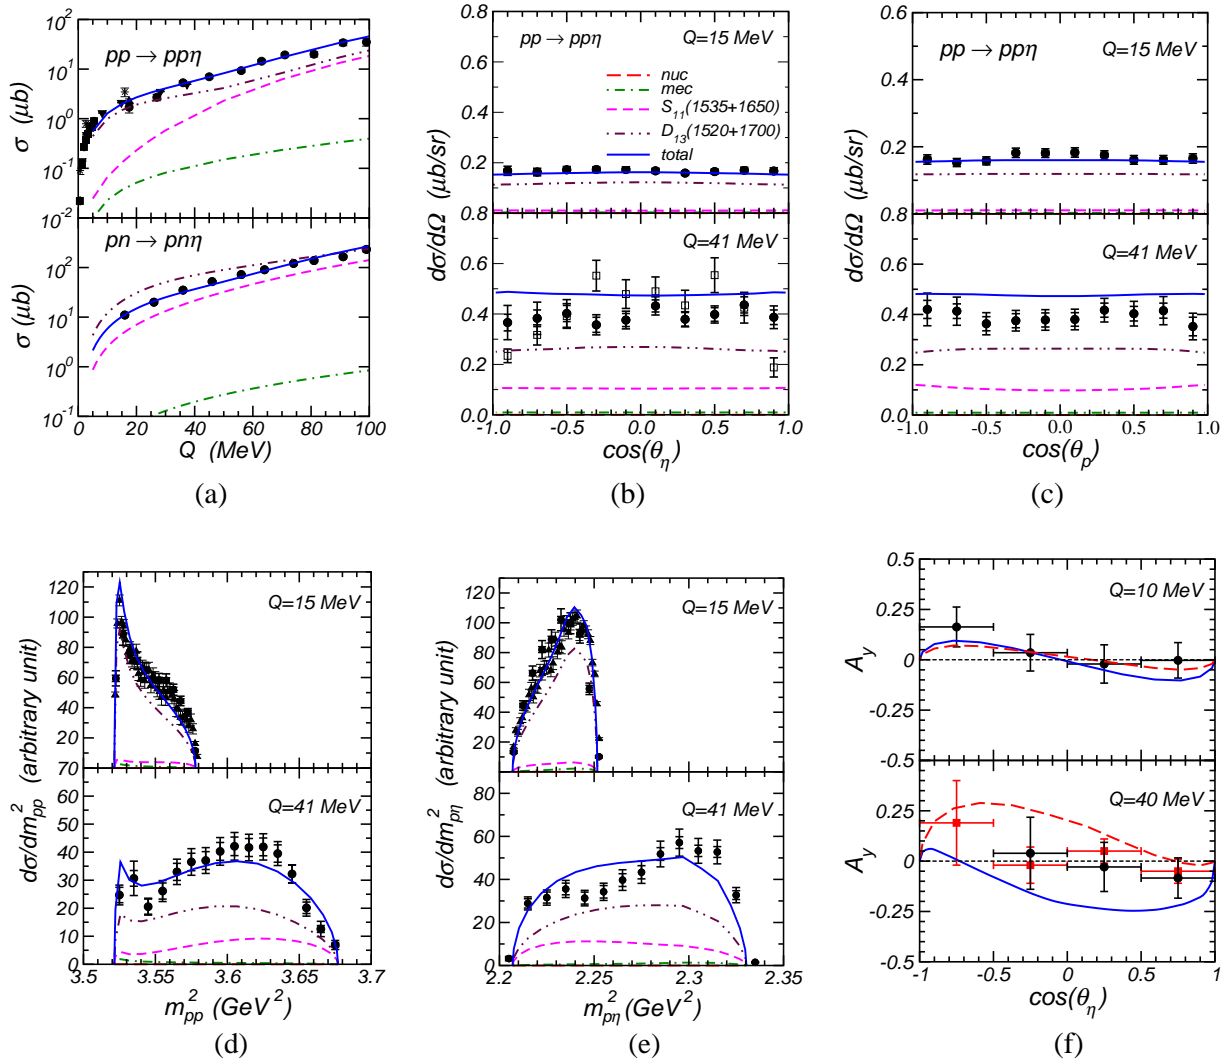 pp → ppη
σ (μb)
10²
10¹
10⁰
10⁻¹
10⁻²
pn → pnη
σ (μb)
10²
10¹
10⁰
10⁻¹
0 20 40 60 80 100
Q (MeV)
(a)
pp → ppη Q=15 MeV
nuc
mec
S₁₁(1535+1650)
D₁₃(1520+1700)
total
0.8
0.6
0.4
0.2
0.8
dσ/dΩ (μb/sr)
Q=41 MeV
0.6
0.4
0.2
0.0
-1.0 -0.5 0.0 0.5 1.0
cos(θ_η)
(b)
pp → ppη Q=15 MeV
0.6
0.4
0.2
0.8
dσ/dΩ (μb/sr)
Q=41 MeV
0.6
0.4
0.2
0.0
-1.0 -0.5 0.0 0.5 1.0
cos(θ_p)
(c)
Q=15 MeV
120
100
80
60
40
20
70
dσ/dm²_pp (arbitrary unit)
Q=41 MeV
60
50
40
30
20
10
0
3.5 3.55 3.6 3.65 3.7
m²_pp (GeV²)
(d)
Q=15 MeV
120
100
80
60
40
20
dσ/dm²_pη (arbitrary unit)
Q=41 MeV
80
60
40
20
0
2.2 2.25 2.3 2.35
m²_pη (GeV²)
(e)
Q=10 MeV
0.5
0.25
0
-0.25
-0.5
A_y
Q=40 MeV
0.25
0
-0.25
-0.5
A_y
-1 -0.5 0 0.5 1
cos(θ_η)
(f)